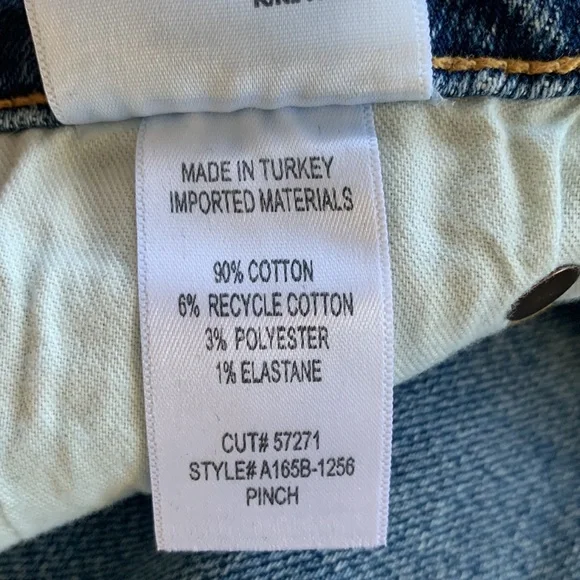 MADE IN TURKEY
IMPORTED MATERIALS
90% COTTON
6% RECYCLE COTTON
3% POLYESTER
1% ELASTANE
CUT# 57271
STYLE# A165B-1256
PINCH